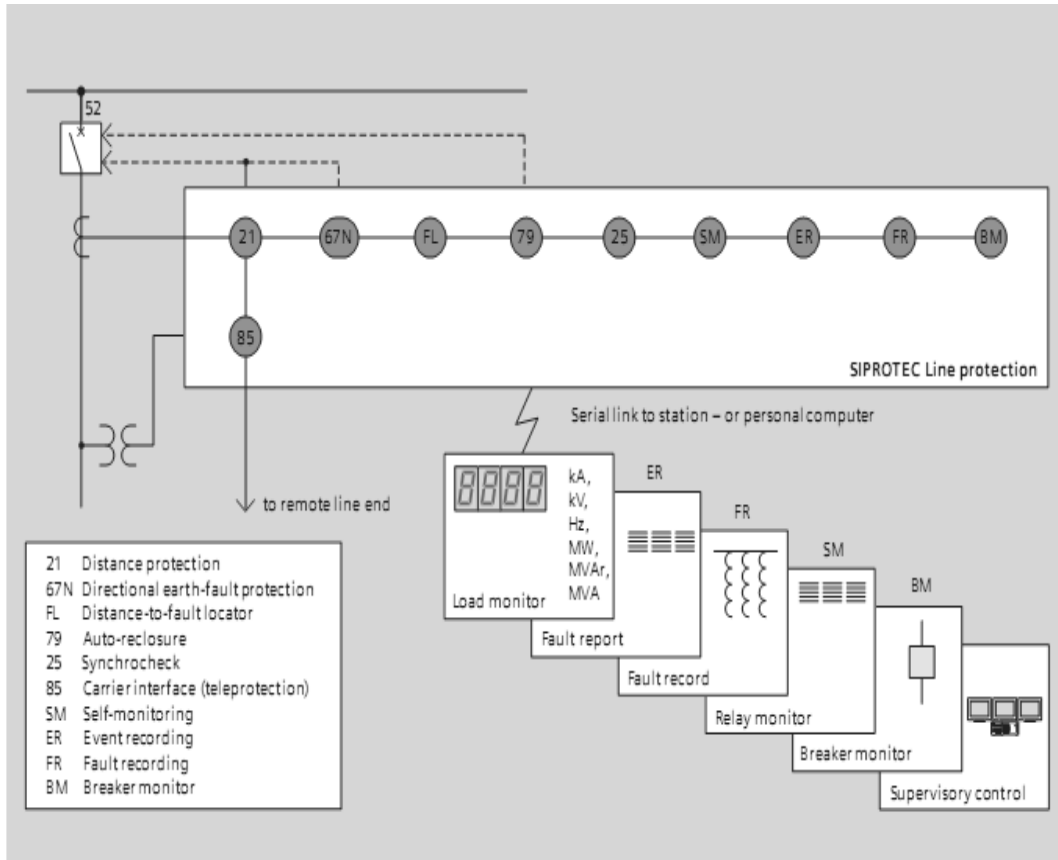 52
21 67N FL 79 25 SM ER FR BM
85
SIPROTEC Line protection
Serial link to station – or personal computer
to remote line end
8888
kA,
kV,
Hz,
MW,
MVAr,
MVA
Load monitor
ER
Fault report
FR
Fault record
SM
Relay monitor
BM
Breaker monitor
Supervisory control
21 Distance protection
67N Directional earth-fault protection
FL Distance-to-fault locator
79 Auto-reclosure
25 Synchrocheck
85 Carrier interface (teleprotection)
SM Self-monitoring
ER Event recording
FR Fault recording
BM Breaker monitor